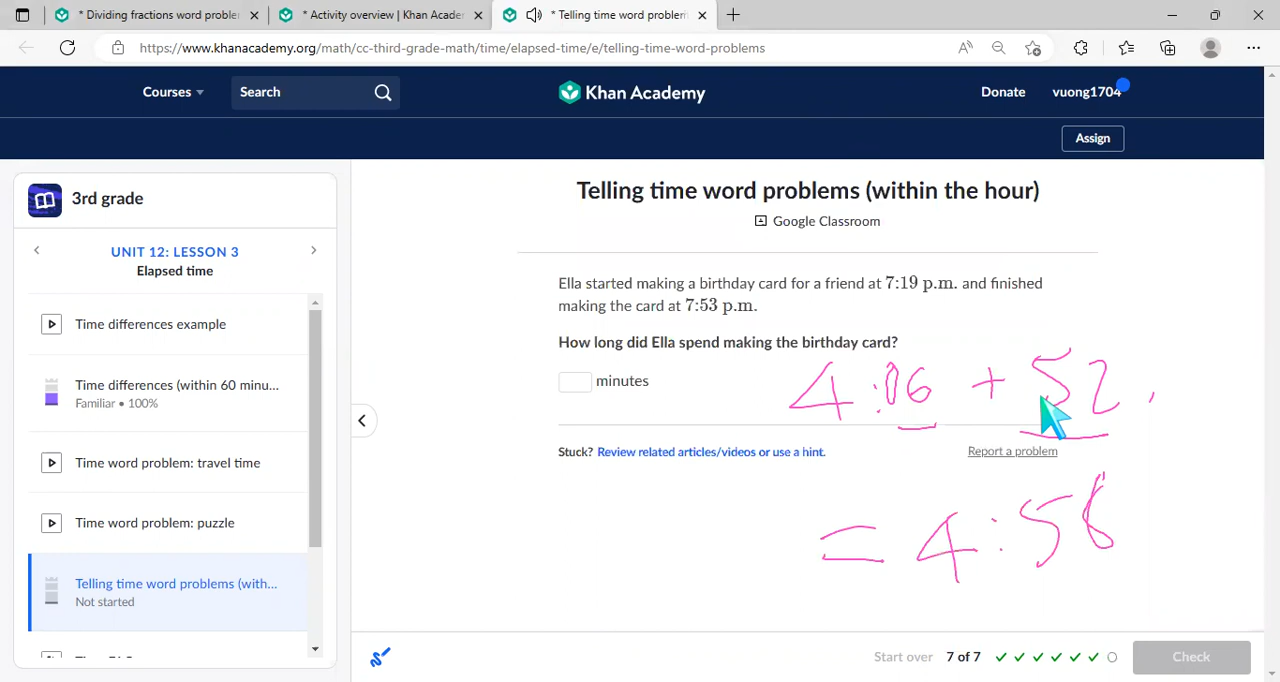 * Dividing fractions word proble
* Activity overview | Khan Acade
* Telling time word problem
https://www.khanacademy.org/math/cc-third-grade-math/time/elapsed-time/e/telling-time-word-problems
Courses
Search
Khan Academy
Donate
vuong1704
Assign
3rd grade
UNIT 12: LESSON 3
Elapsed time
Time differences example
Time differences (within 60 minu...
Familiar • 100%
Time word problem: travel time
Time word problem: puzzle
Telling time word problems (with...
Not started
Telling time word problems (within the hour)
Google Classroom
Ella started making a birthday card for a friend at 7:19 p.m. and finished
making the card at 7:53 p.m.
How long did Ella spend making the birthday card?
minutes
4:06 + 52
Stuck? Review related articles/videos or use a hint.
Report a problem
= 4:58
Start over
7 of 7
Check